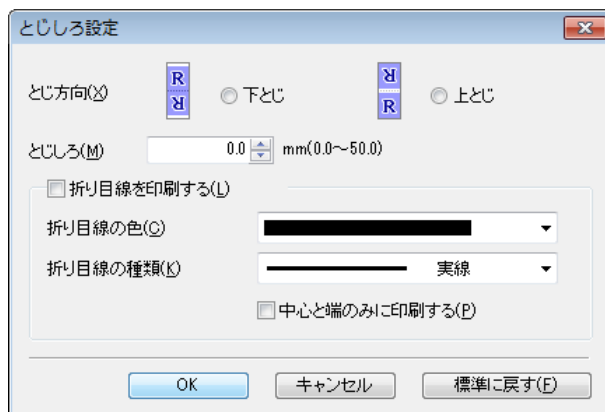 とじしろ設定
とじ方向(X) R R 下とじ R R 上とじ
とじしろ(M) 0.0 mm(0.0~50.0)
折り目線を印刷する(L)
折り目線の色(C)
折り目線の種類(K) 実線
中心と端のみに印刷する(P)
OK キャンセル 標準に戻す(F)